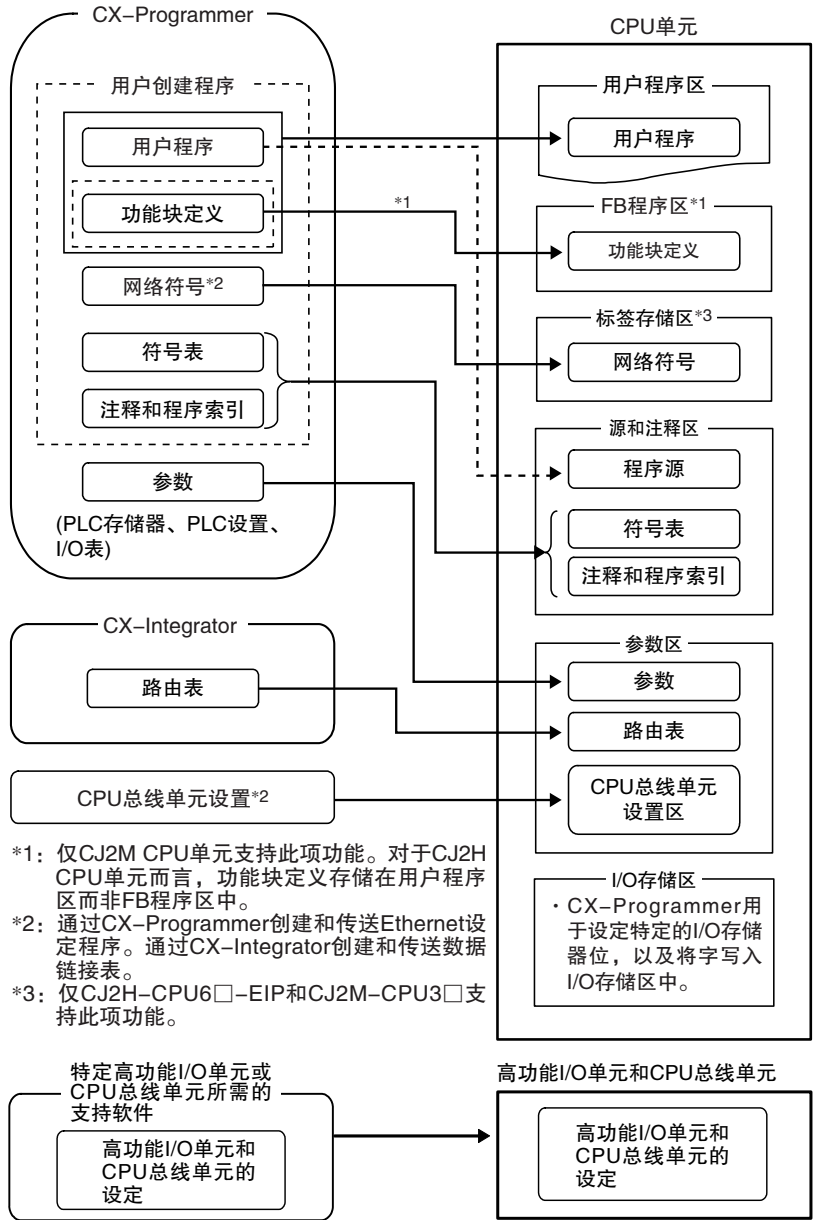 CX−Programmer
用户创建程序
用户程序
功能块定义
*1
网络符号*2
符号表
注释和程序索引
参数
(PLC存储器、PLC设置、
I/O表)
CX−Integrator
路由表
CPU总线单元设置*2
CPU单元
用户程序区
用户程序
FB程序区*1
功能块定义
标签存储区*3
网络符号
源和注释区
程序源
符号表
注释和程序索引
参数区
参数
路由表
CPU总线单元
设置区
I/O存储区
・CX−Programmer用
于设定特定的I/O存储
器位，以及将字写入
I/O存储区中。
*1：仅CJ2M CPU单元支持此项功能。对于CJ2H
CPU单元而言，功能块定义存储在用户程序
区而非FB程序区中。
*2：通过CX−Programmer创建和传送Ethernet设
定程序。通过CX−Integrator创建和传送数据
链接表。
*3：仅CJ2H−CPU6□−EIP和CJ2M−CPU3□支
持此项功能。
特定高功能I/O单元或
CPU总线单元所需的
支持软件
高功能I/O单元和
CPU总线单元的
设定
高功能I/O单元和CPU总线单元
高功能I/O单元和
CPU总线单元的
设定